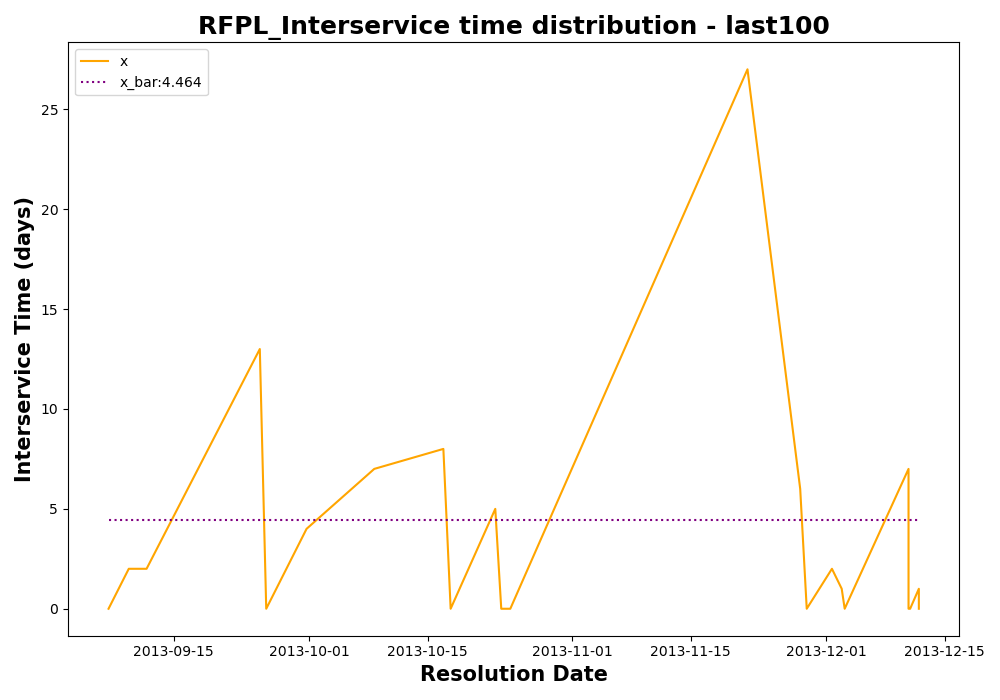 RFPL_Interservice time distribution - last100
x
x_bar:4.464
Interservice Time (days)
25
20
15
10
5
0
2013-09-15
2013-10-01
2013-10-15
2013-11-01
2013-11-15
2013-12-01
2013-12-15
Resolution Date